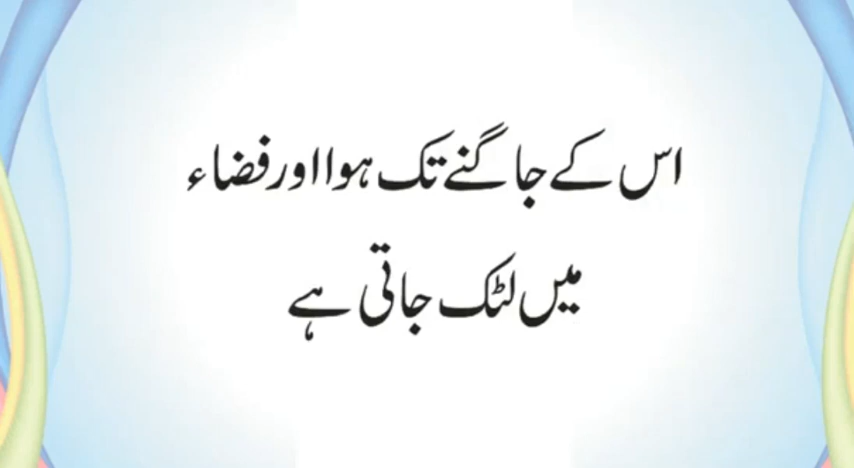 اس کے جاگنے تک ہوا اور فضاء
میں لٹک جاتی ہے